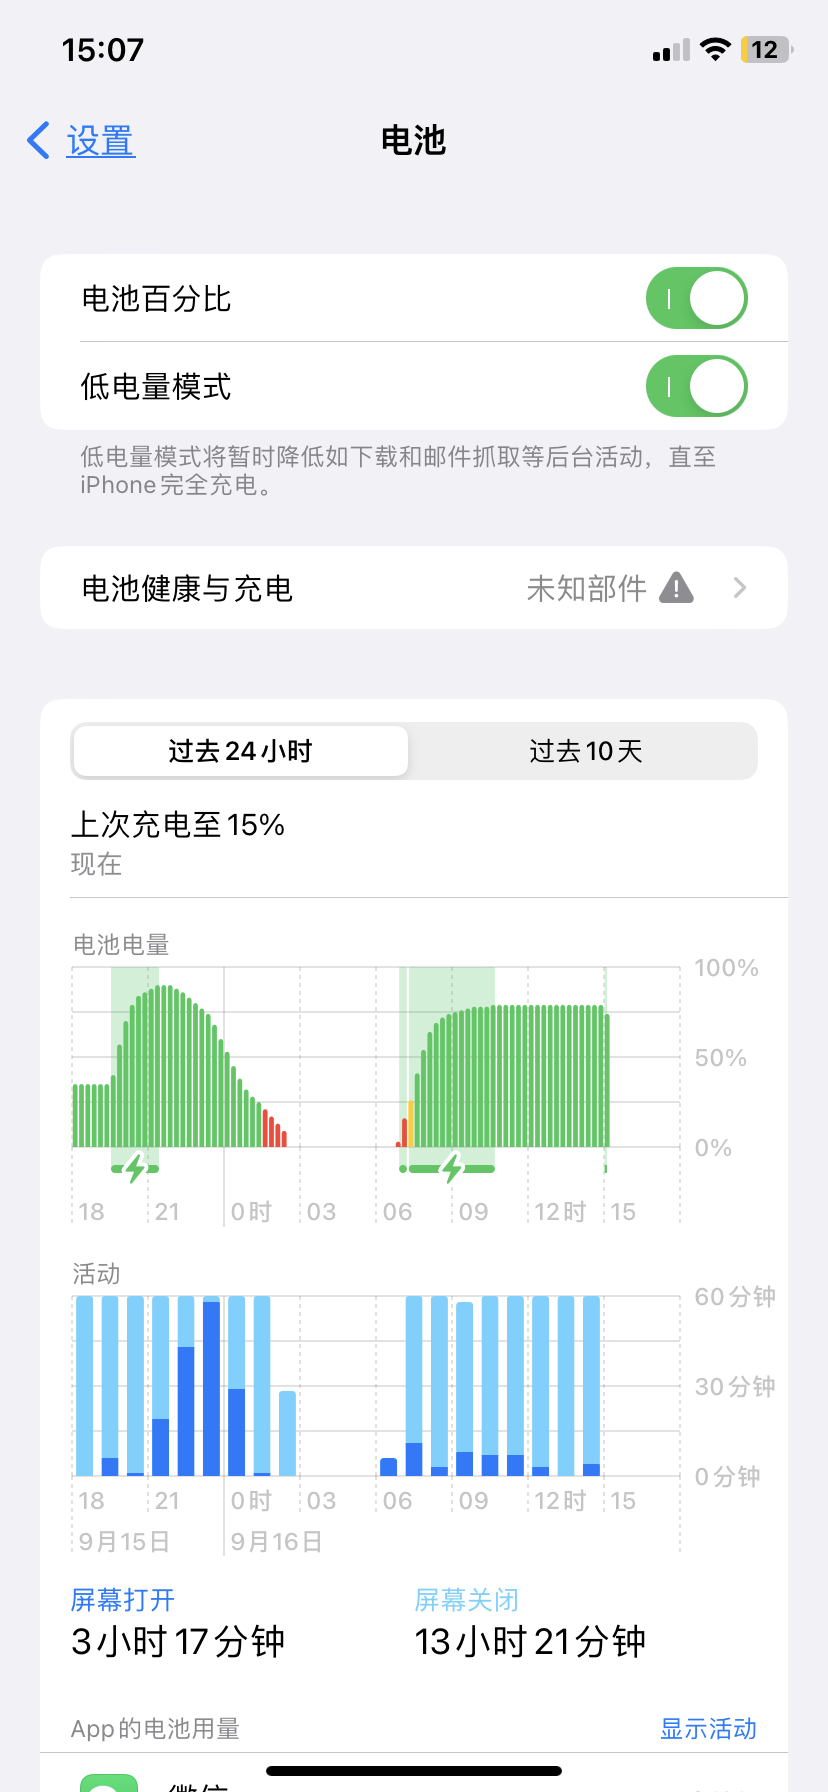 15:07
12
设置
电池
电池百分比
低电量模式
低电量模式将暂时降低如下载和邮件抓取等后台活动，直至
iPhone完全充电。
电池健康与充电
未知部件
过去24小时
过去10天
上次充电至15%
现在
电池电量
100%
50%
0%
18 21 0时 03 06 09 12时 15
活动
60分钟
30分钟
0分钟
18 21 0时 03 06 09 12时 15
9月15日 9月16日
屏幕打开
屏幕关闭
3小时17分钟
13小时21分钟
App的电池用量
显示活动